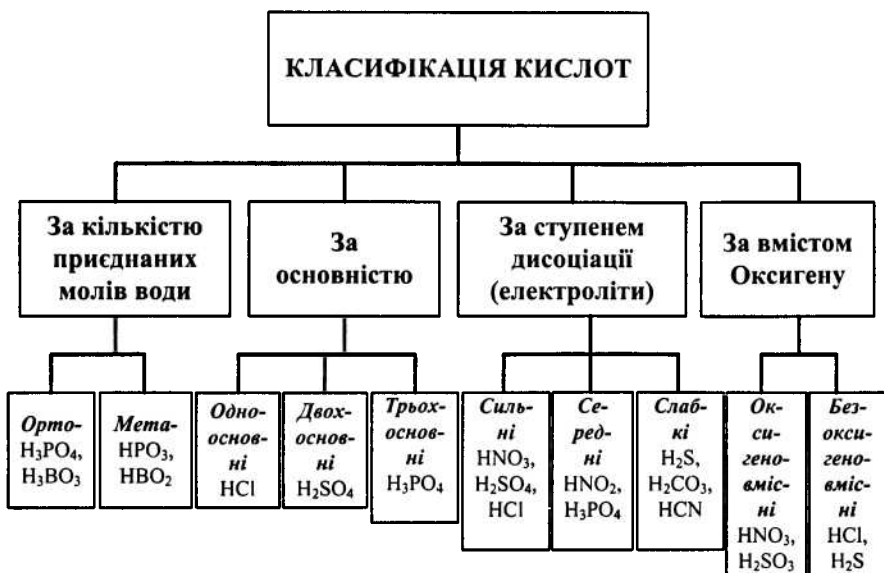 КЛАСИФІКАЦІЯ КИСЛОТ
За кількістю
приєднаних
молів води
За
основністю
За ступенем
дисоціації
(електроліти)
За вмістом
Оксигену
Орто-
H₃PO₄,
H₃BO₃
Мета-
HPO₃,
HBO₂
Одно-
основ-
ні
HCl
Двох-
основ-
ні
H₂SO₄
Трьох-
основ-
ні
H₃PO₄
Силь-
ні
HNO₃,
H₂SO₄,
HCl
Се-
ред-
ні
HNO₂,
H₃PO₄
Слаб-
кі
H₂S,
H₂CO₃,
HCN
Ок-
си-
гено-
вміс-
ні
HNO₃,
H₂SO₃
Без-
окси-
гено-
вміс-
ні
HCl,
H₂S